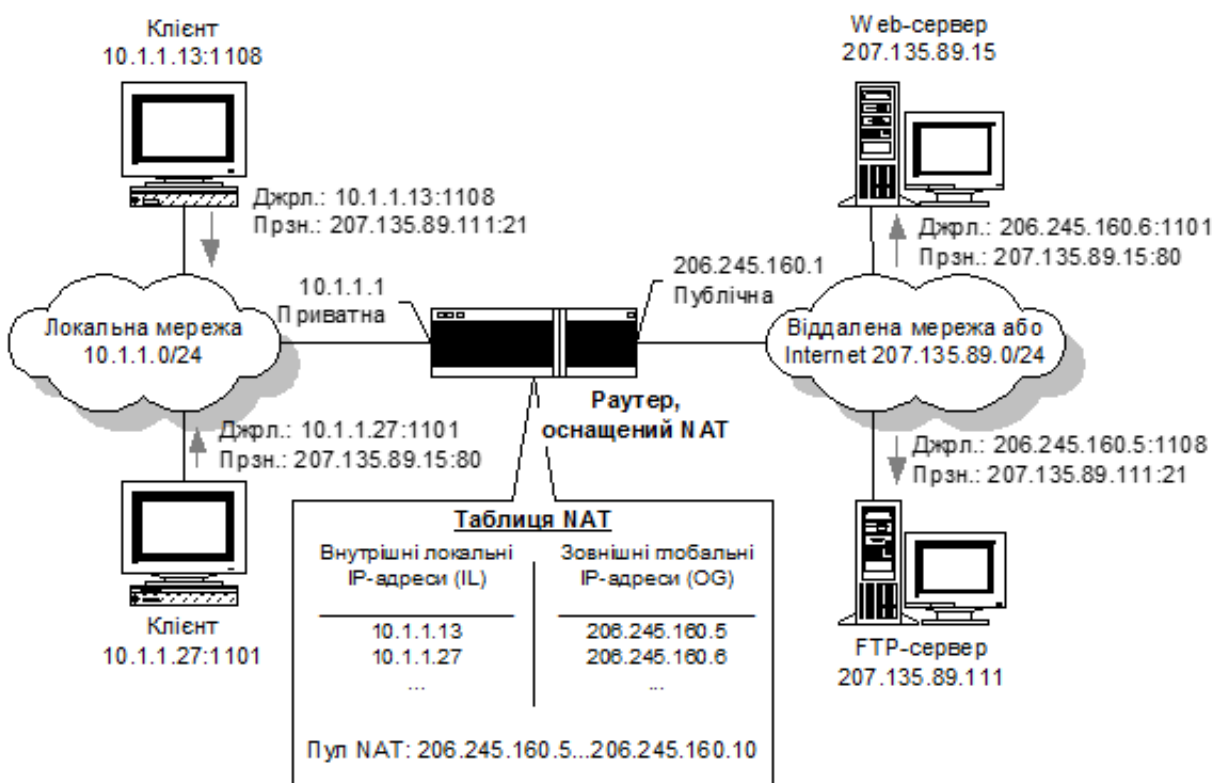 Клієнт
10.1.1.13:1108
Web-сервер
207.135.89.15
Джрл.: 10.1.1.13:1108
Прзн.: 207.135.89.111:21
Джрл.: 206.245.160.6:1101
Прзн.: 207.135.89.15:80
10.1.1.1
Приватна
206.245.160.1
Публічна
Локальна мережа
10.1.1.0/24
Віддалена мережа або
Internet 207.135.89.0/24
Раутер,
оснащений NAT
Джрл.: 10.1.1.27:1101
Прзн.: 207.135.89.15:80
Джрл.: 206.245.160.5:1108
Прзн.: 207.135.89.111:21
Клієнт
10.1.1.27:1101
FTP-сервер
207.135.89.111
Таблиця NAT
Внутрішні локальні
IP-адреси (IL)
Зовнішні глобальні
IP-адреси (OG)
10.1.1.13
206.245.160.5
10.1.1.27
206.245.160.6
...
...
Пул NAT: 206.245.160.5...206.245.160.10